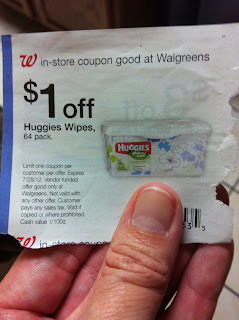 W in-store coupon good at Walgreens
$1 off
Huggies Wipes,
64 pack.
HUGGIES
Limit one coupon per
customer per offer. Expires
7/28/12. Vendor funded
offer good only at
Walgreens. Not valid with
any other offer. Customer
pays any sales tax. Void if
copied or where prohibited.
Cash value 1/100¢.
W in-store coupon